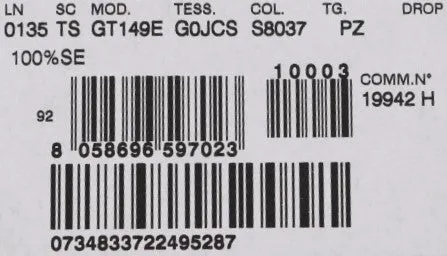 LN SC MOD. TESS. COL. TG. DROP
0135 TS GT149E G0JCS S8037 PZ
100%SE
10003
COMM.N°
19942 H
92
8 058696 597023
0734833722495287